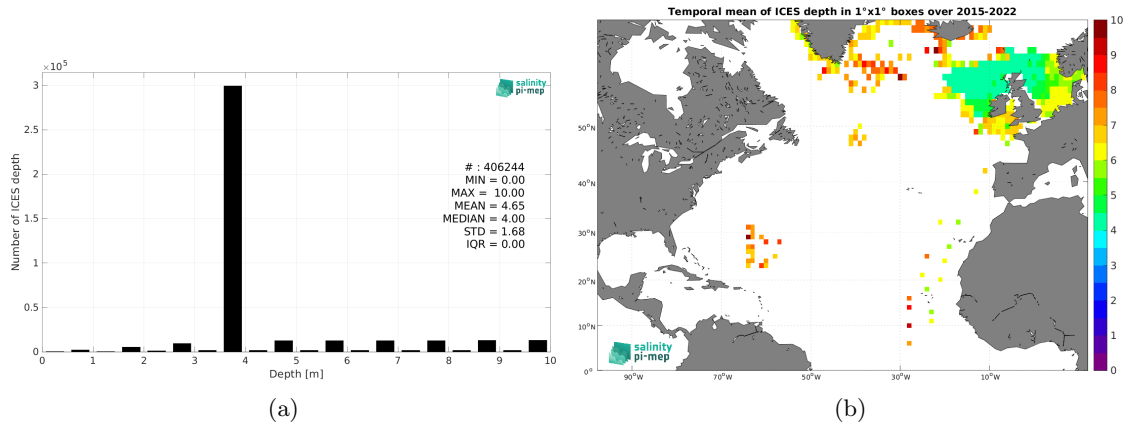 Temporal mean of ICES depth in 1°x1° boxes over 2015-2022
×10⁵
3
2.5
2
1.5
1
0.5
0
Number of ICES depth
salinity
pi-mep
# : 406244
MIN = 0.00
MAX = 10.00
MEAN = 4.65
MEDIAN = 4.00
STD = 1.68
IQR = 0.00
0 1 2 3 4 5 6 7 8 9 10
Depth [m]
(a)
50°N
40°N
30°N
20°N
10°N
0°
90°W 70°W 50°W 30°W 10°W
salinity
pi-mep
10
9
8
7
6
5
4
3
2
1
0
(b)